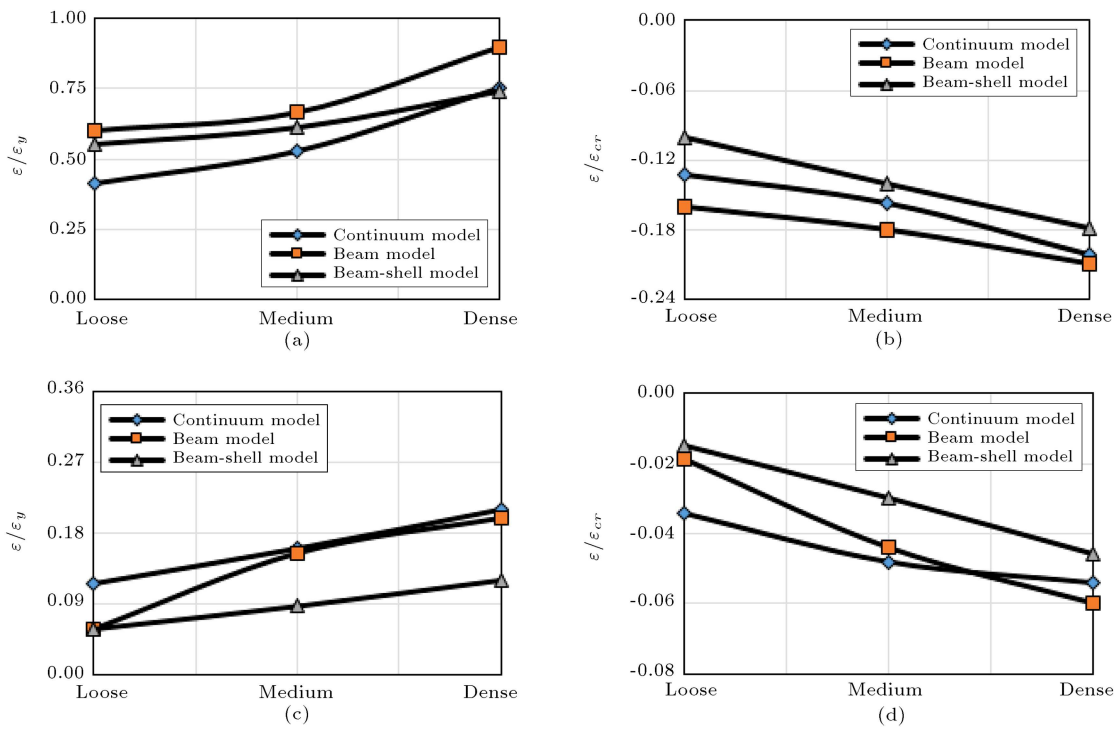 1.00
0.75
0.50
0.25
0.00
ε/εy
Continuum model
Beam model
Beam-shell model
Loose
Medium
Dense
(a)
0.00
-0.06
-0.12
-0.18
-0.24
ε/εcr
Continuum model
Beam model
Beam-shell model
Loose
Medium
Dense
(b)
0.36
0.27
0.18
0.09
0.00
ε/εy
Continuum model
Beam model
Beam-shell model
Loose
Medium
Dense
(c)
0.00
-0.02
-0.04
-0.06
-0.08
ε/εcr
Continuum model
Beam model
Beam-shell model
Loose
Medium
Dense
(d)